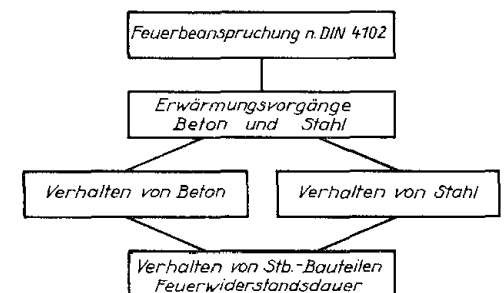 Feuerbeanspruchung n. DIN 4102
Erwärmungsvorgänge
Beton und Stahl
Verhalten von Beton
Verhalten von Stahl
Verhalten von Stb.-Bauteilen
Feuerwiderstandsdauer